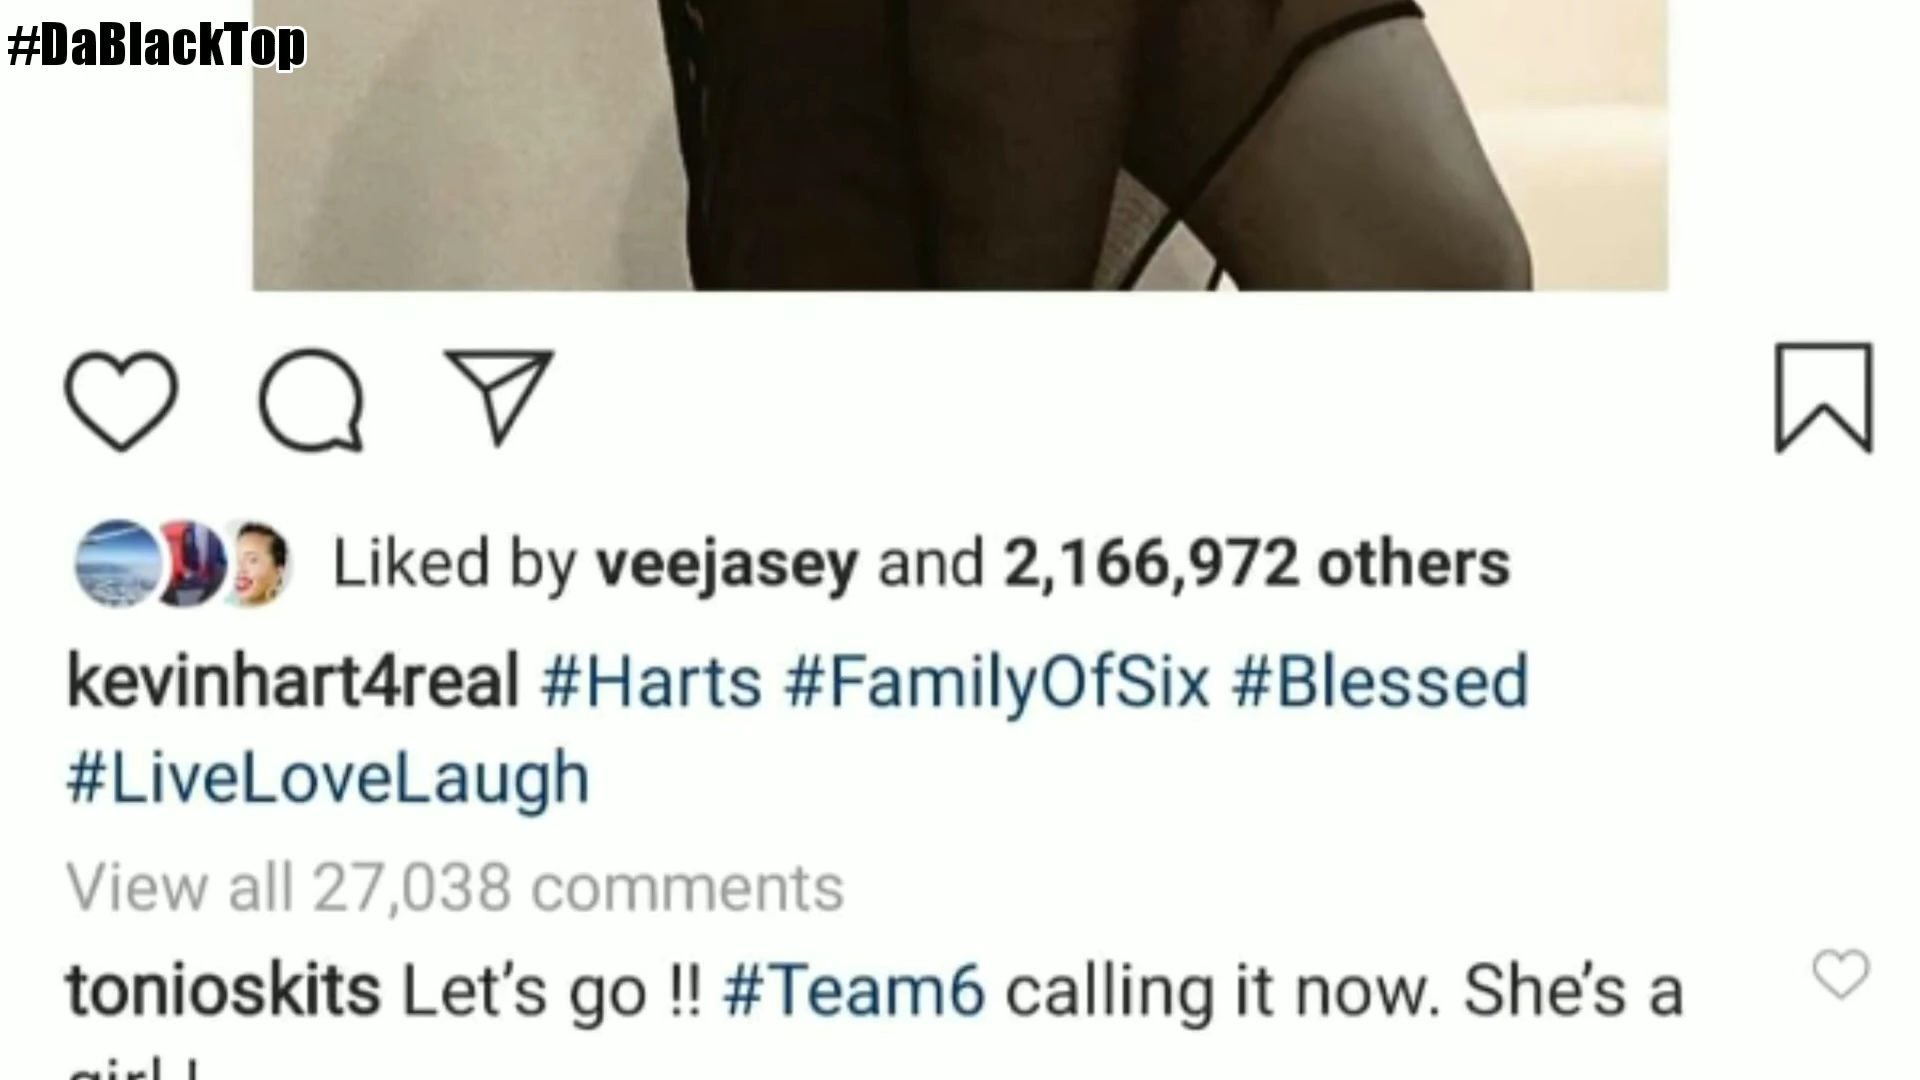 #DaBlackTop
Liked by veejasey and 2,166,972 others
kevinhart4real #Harts #FamilyOfSix #Blessed
#LiveLoveLaugh
View all 27,038 comments
tonioskits Let's go !! #Team6 calling it now. She's a
girl !